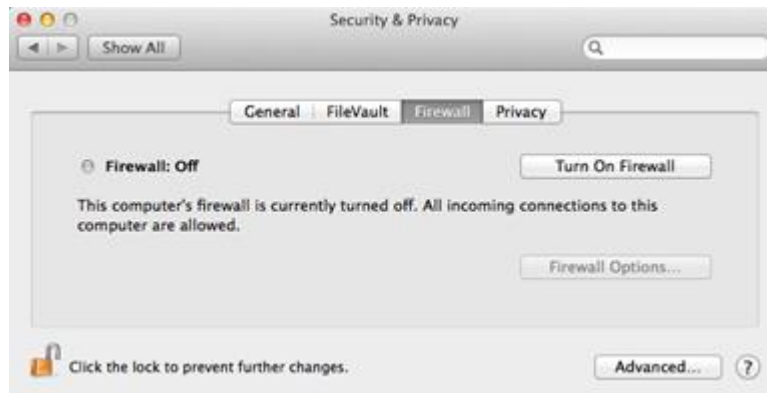 Security & Privacy
Show All
General FileVault Firewall Privacy
Firewall: Off
Turn On Firewall
This computer's firewall is currently turned off. All incoming connections to this
computer are allowed.
Firewall Options...
Click the lock to prevent further changes.
Advanced... ?